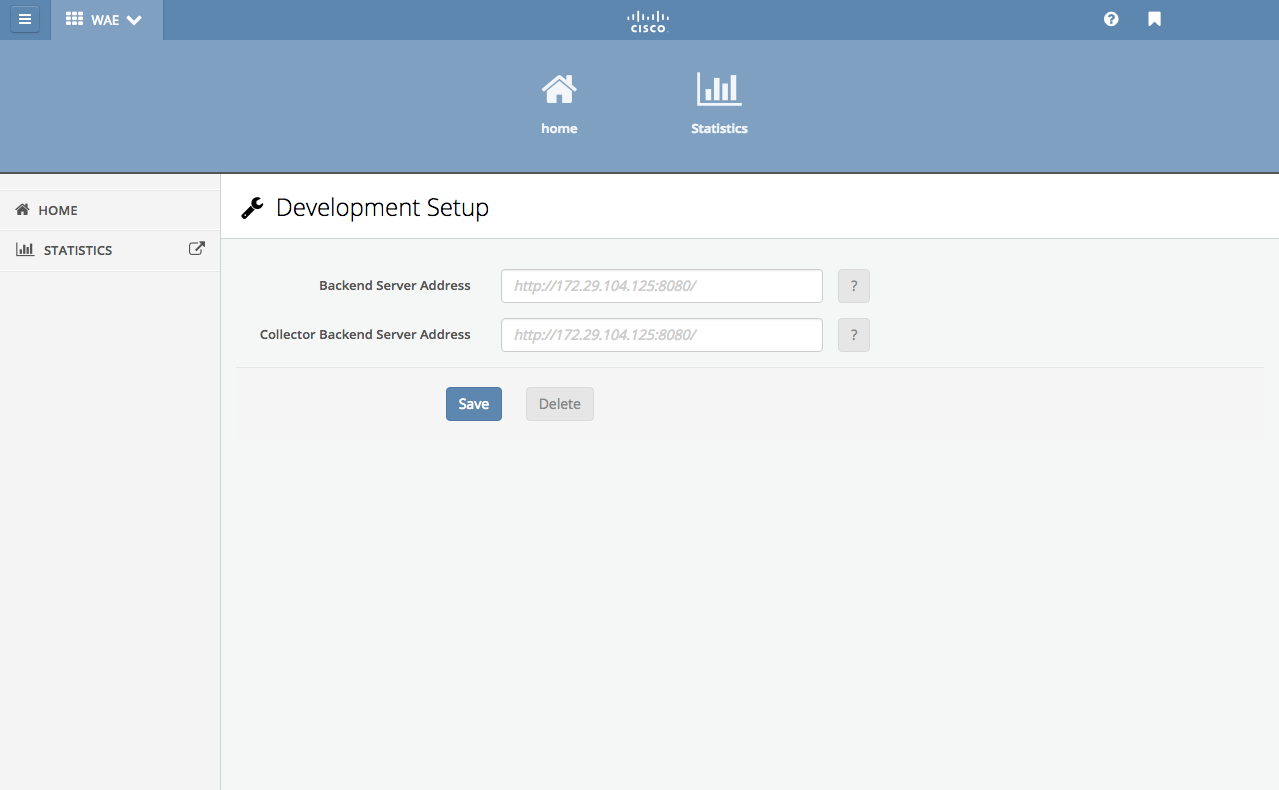 WAE
CISCO
home
Statistics
HOME
STATISTICS
Development Setup
Backend Server Address
http://172.29.104.125:8080/
?
Collector Backend Server Address
http://172.29.104.125:8080/
?
Save
Delete